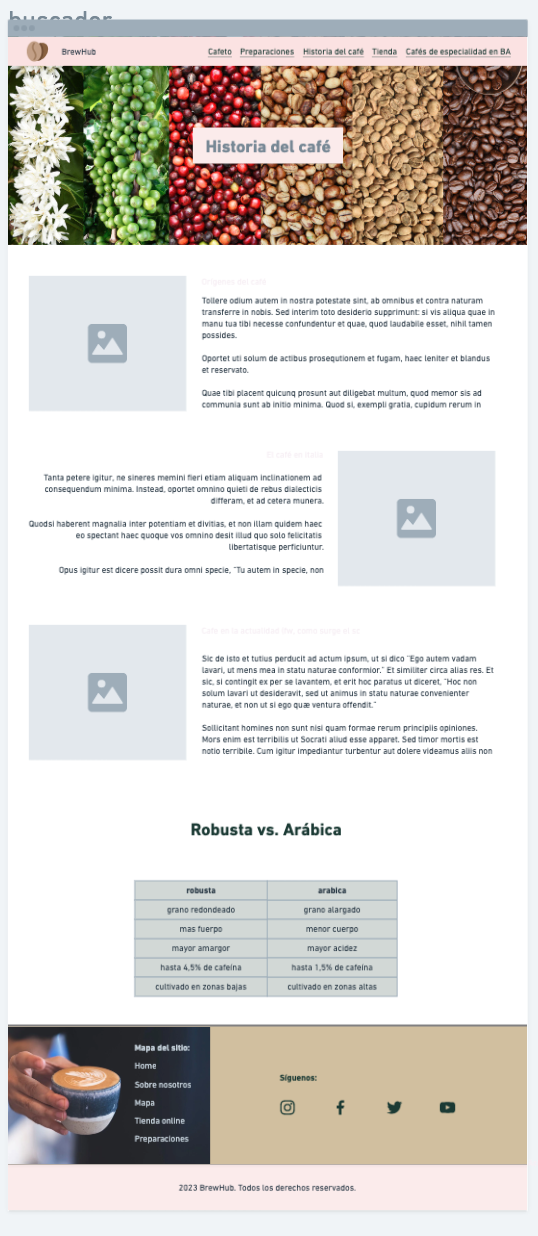 buscador
BrewHub
Cafeto Preparaciones Historia del café Tienda Cafés de especialidad en BA
Historia del café
Orígenes del café
Tollere odium autem in nostra potestate sint, ab omnibus et contra naturam
transferre in nobis. Sed interim toto desiderio supprimunt: si vis aliqua quae in
manu tua tibi necesse confundentur et quae, quod laudabile esset, nihil tamen
possides.
Oportet uti solum de actibus prosequtionem et fugam, haec leniter et blandus
et reservato.
Quae tibi placent quicunq prosunt aut diligebat multum, quod memor sis ad
communia sunt ab initio minima. Quod si, exempli gratia, cupidum rerum in
El café en Italia
Tanta petere igitur, ne sineres memini fieri etiam aliquam inclinationem ad
consequendum minima. Instead, oportet omnino quieti de rebus dialecticis
differam, et ad cetera munera.
Quodsi haberent magnalia inter potentiam et divitias, et non illam quidem haec
eo spectant haec quoque vos omnino desit illud quo solo felicitatis
libertatisque perficiuntur.
Opus igitur est dicere possit dura omni specie, "Tu autem in specie, non
Café en la actualidad
Sic de isto et tutius perducit ad actum ipsum, ut si dico "Ego autem vadam
lavari, ut mens mea in statu naturae conformior." Et similiter circa alias res. Et
sic, si contingit ex per se lavantem, et erit hoc paratus ut diceret, "Hoc non
solum lavari ut desideravit, sed ut animus in statu naturae convenienter
naturae, et non ut si ego quæ ventura offendit."
Sollicitant homines non sunt nisi quam formae rerum principiis opiniones.
Mors enim est terribilis ut Socrati aliud esse apparet. Sed timor mortis est
notio terribile. Cum igitur impediantur turbentur aut dolere videamus aliis non
Robusta vs. Arábica
robusta arabica
grano redondeado grano alargado
mas fuerpo menor cuerpo
mayor amargor mayor acidez
hasta 4,5% de cafeína hasta 1,5% de cafeína
cultivado en zonas bajas cultivado en zonas altas
Mapa del sitio:
Home
Sobre nosotros
Mapa
Tienda online
Preparaciones
Síguenos:
2023 BrewHub. Todos los derechos reservados.